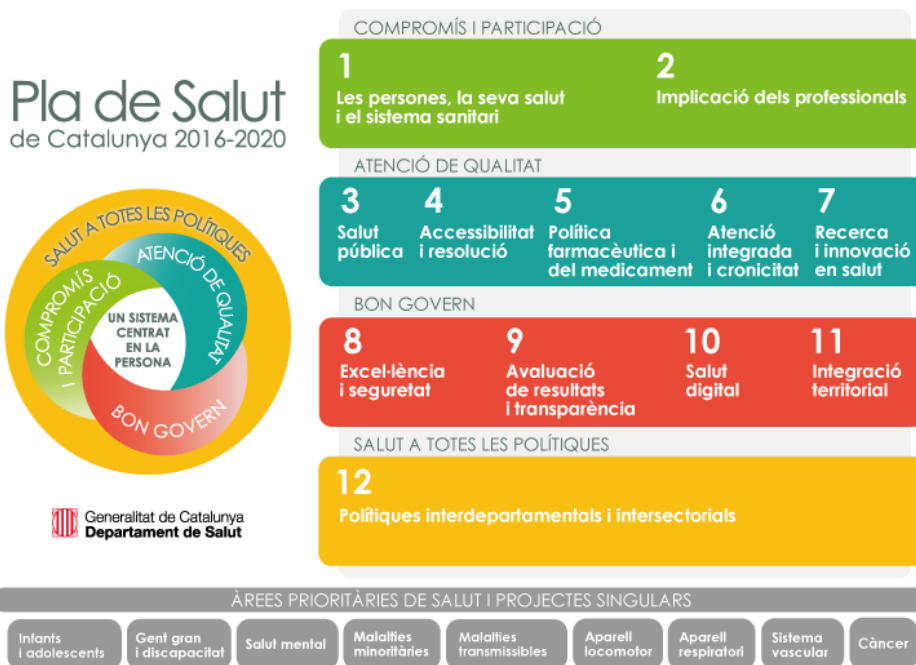 Pla de Salut
de Catalunya 2016-2020
SALUT A TOTES LES POLÍTIQUES
ATENCIÓ DE QUALITAT
COMPROMÍS
I PARTICIPACIÓ
BON GOVERN
UN SISTEMA
CENTRAT
EN LA
PERSONA
Generalitat de Catalunya
Departament de Salut
COMPROMÍS I PARTICIPACIÓ
1
Les persones, la seva salut
i el sistema sanitari
2
Implicació dels professionals
ATENCIÓ DE QUALITAT
3
Salut
pública
4
Accessibilitat
i resolució
5
Política
farmacèutica i
del medicament
6
Atenció
integrada
i cronicitat
7
Recerca
i innovació
en salut
BON GOVERN
8
Excel·lència
i seguretat
9
Avaluació
de resultats
i transparència
10
Salut
digital
11
Integració
territorial
SALUT A TOTES LES POLÍTIQUES
12
Polítiques interdepartamentals i intersectorials
ÀREES PRIORITÀRIES DE SALUT I PROJECTES SINGULARS
Infants
i adolescents
Gent gran
i discapacitat
Salut mental
Malalties
minoritàries
Malalties
transmissibles
Aparell
locomotor
Aparell
respiratori
Sistema
vascular
Càncer